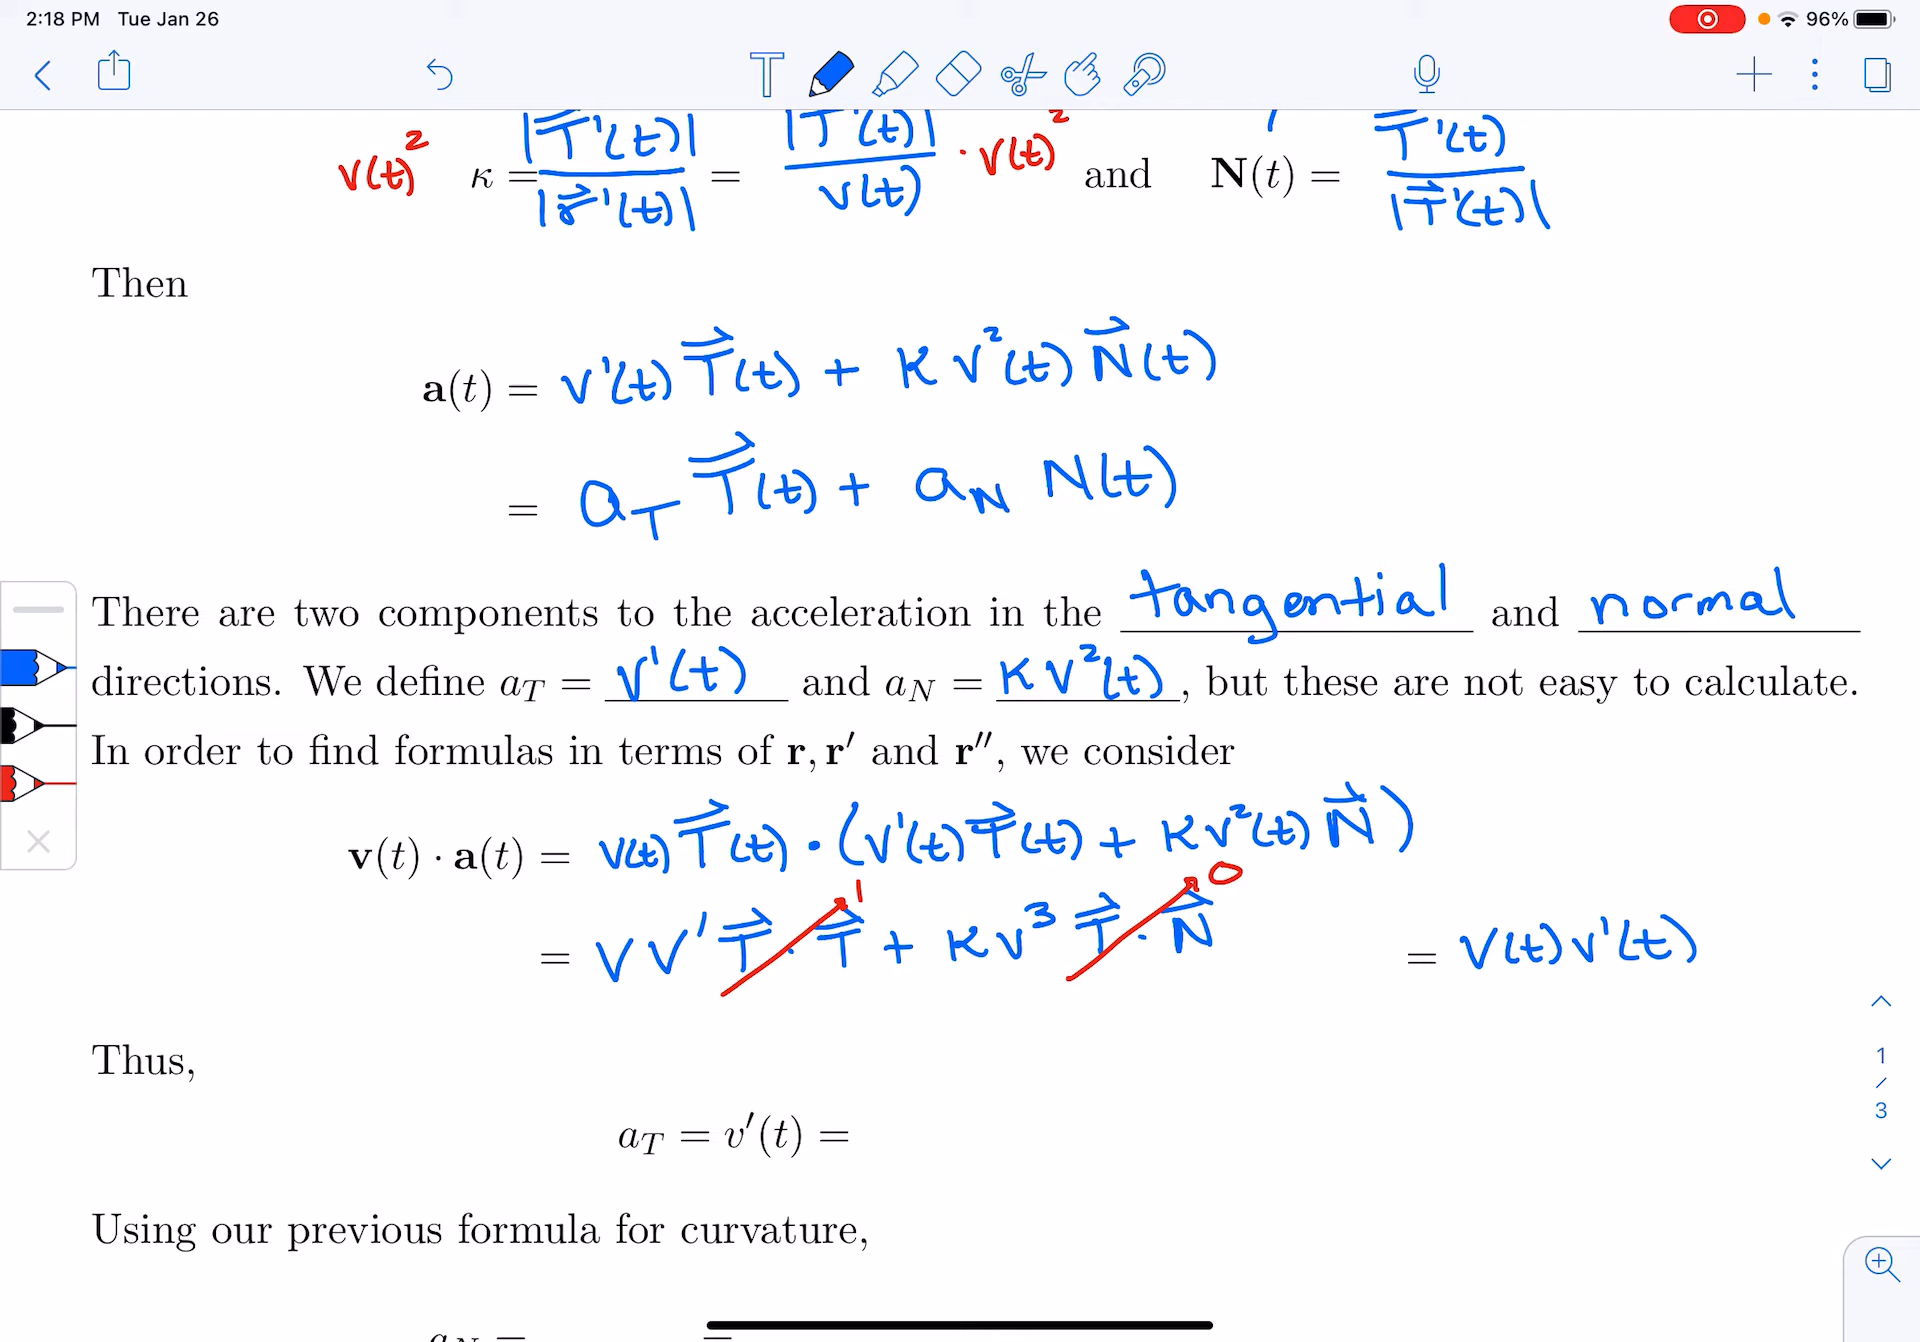 2:18 PM Tue Jan 26 96%
v(t)² κ = |T⃗'(t)| / |r⃗'(t)| = |T'(t)| / v(t) · v(t)² and N(t) = T⃗'(t) / |T⃗'(t)|
Then
a(t) = v'(t) T⃗(t) + κ v²(t) N⃗(t)
= a_T T⃗(t) + a_N N(t)
There are two components to the acceleration in the tangential and normal
directions. We define a_T = v'(t) and a_N = κ v²(t), but these are not easy to calculate.
In order to find formulas in terms of r, r′ and r″, we consider
v(t) · a(t) = v(t) T⃗(t) · (v'(t) T⃗(t) + κ v²(t) N⃗)
1 0
= v v' T⃗ · T⃗ + κ v³ T⃗ · N⃗ = v(t) v'(t)
Thus,
a_T = v′(t) =
1
/
3
Using our previous formula for curvature,